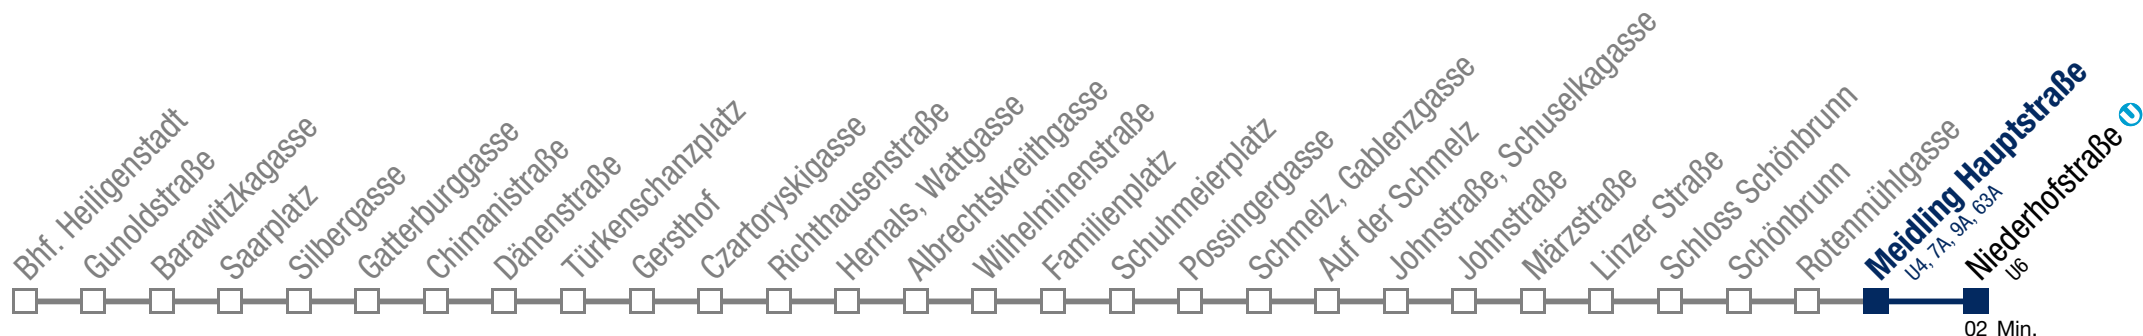 Bhf. Heiligenstadt
Gunoldstraße
Barawitzkagasse
Saarplatz
Silbergasse
Gatterburggasse
Chimanistraße
Dänenstraße
Türkenschanzplatz
Gersthof
Czartoryskigasse
Richthausenstraße
Hernals, Wattgasse
Albrechtskreithgasse
Wilhelminenstraße
Familienplatz
Schuhmeierplatz
Possingergasse
Schmelz, Gablenzgasse
Auf der Schmelz
Johnstraße, Schuselkagasse
Johnstraße
Märzstraße
Linzer Straße
Schloss Schönbrunn
Schönbrunn
Rotenmühlgasse
Meidling Hauptstraße
U4, 7A, 9A, 63A
Niederhofstraße U
U6
02 Min.